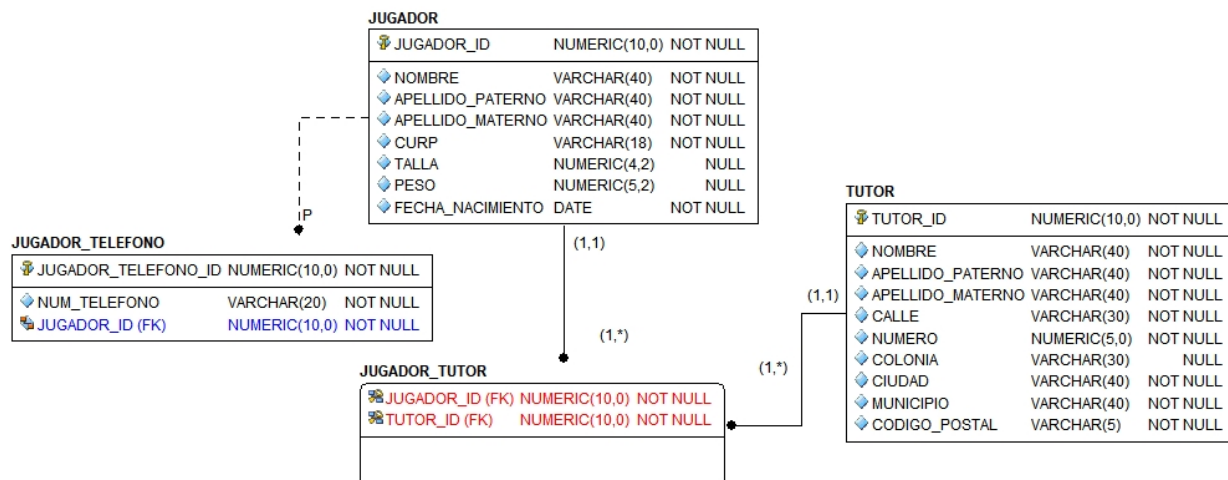 JUGADOR
JUGADOR_ID NUMERIC(10,0) NOT NULL
NOMBRE VARCHAR(40) NOT NULL
APELLIDO_PATERNO VARCHAR(40) NOT NULL
APELLIDO_MATERNO VARCHAR(40) NOT NULL
CURP VARCHAR(18) NOT NULL
TALLA NUMERIC(4,2) NULL
PESO NUMERIC(5,2) NULL
FECHA_NACIMIENTO DATE NOT NULL
P
JUGADOR_TELEFONO
JUGADOR_TELEFONO_ID NUMERIC(10,0) NOT NULL
NUM_TELEFONO VARCHAR(20) NOT NULL
JUGADOR_ID (FK) NUMERIC(10,0) NOT NULL
(1,1)
(1,*)
JUGADOR_TUTOR
JUGADOR_ID (FK) NUMERIC(10,0) NOT NULL
TUTOR_ID (FK) NUMERIC(10,0) NOT NULL
(1,1)
(1,*)
TUTOR
TUTOR_ID NUMERIC(10,0) NOT NULL
NOMBRE VARCHAR(40) NOT NULL
APELLIDO_PATERNO VARCHAR(40) NOT NULL
APELLIDO_MATERNO VARCHAR(40) NOT NULL
CALLE VARCHAR(30) NOT NULL
NUMERO NUMERIC(5,0) NOT NULL
COLONIA VARCHAR(30) NULL
CIUDAD VARCHAR(40) NOT NULL
MUNICIPIO VARCHAR(40) NOT NULL
CODIGO_POSTAL VARCHAR(5) NOT NULL